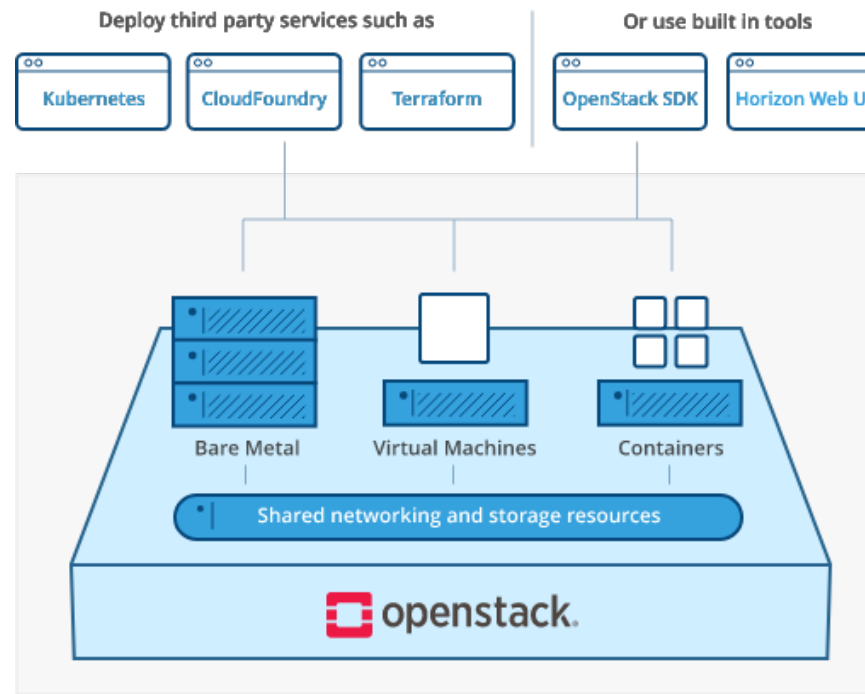 Deploy third party services such as
Or use built in tools
Kubernetes
CloudFoundry
Terraform
OpenStack SDK
Horizon Web U
Bare Metal
Virtual Machines
Containers
Shared networking and storage resources
openstack.